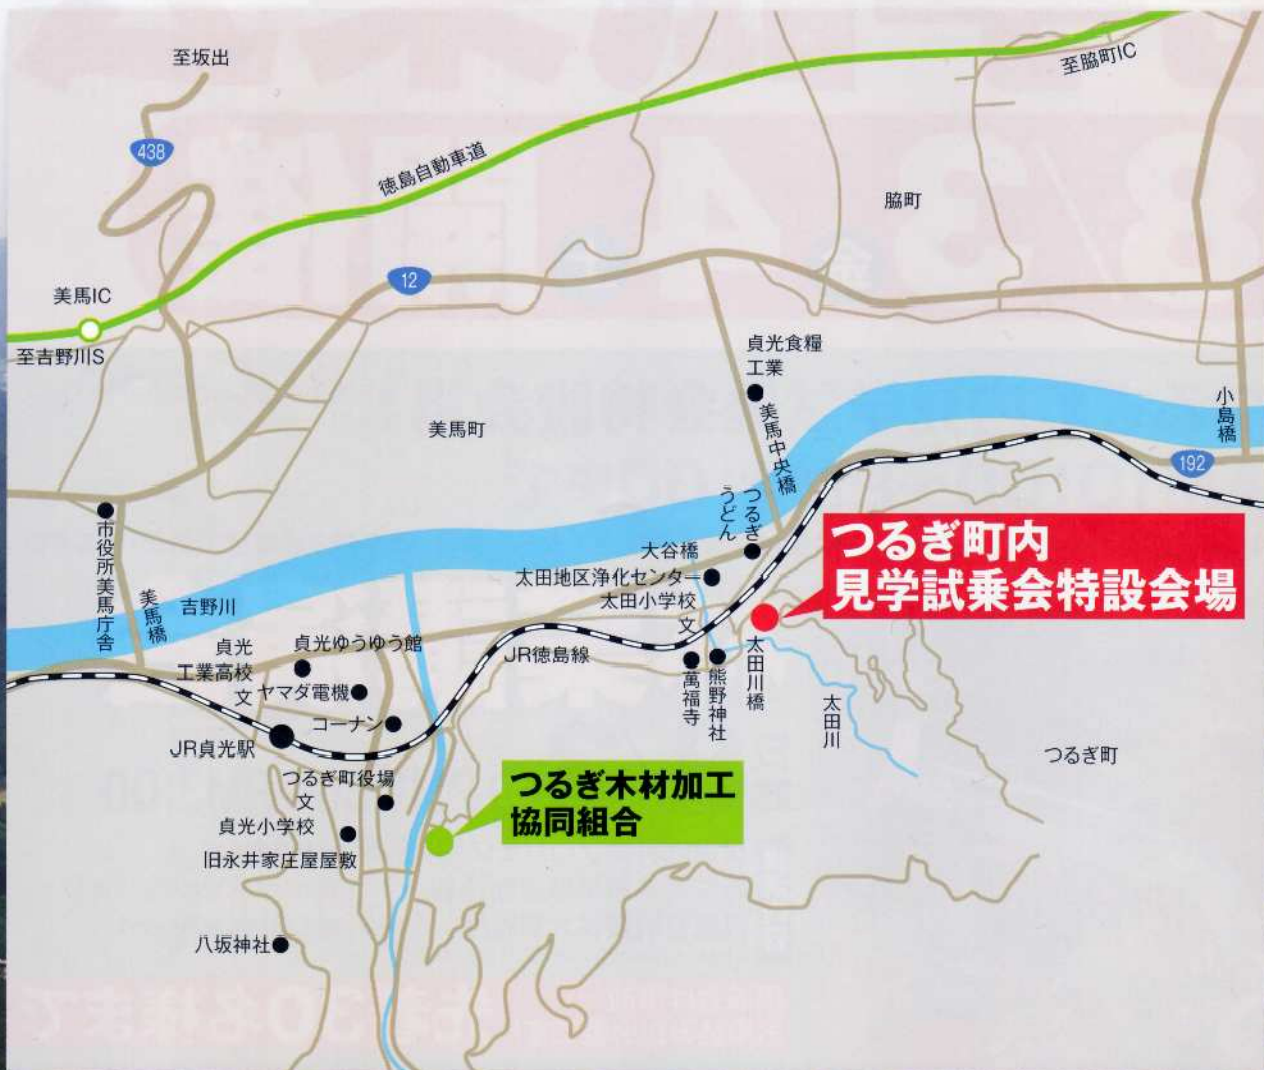 至坂出
438
徳島自動車道
至脇町IC
脇町
12
美馬IC
至吉野川S
貞光食糧
工業
美馬町
美馬中央橋
小島橋
192
市役所美馬庁舎
美馬橋
吉野川
つるぎ
うどん
大谷橋
太田地区浄化センター
太田小学校
文
つるぎ町内
見学試乗会特設会場
貞光
工業高校
文
貞光ゆうゆう館
ヤマダ電機
コーナン
JR貞光駅
JR徳島線
萬福寺
熊野神社
太田川橋
太田川
つるぎ町
つるぎ町役場
文
貞光小学校
旧永井家庄屋屋敷
つるぎ木材加工
協同組合
八坂神社